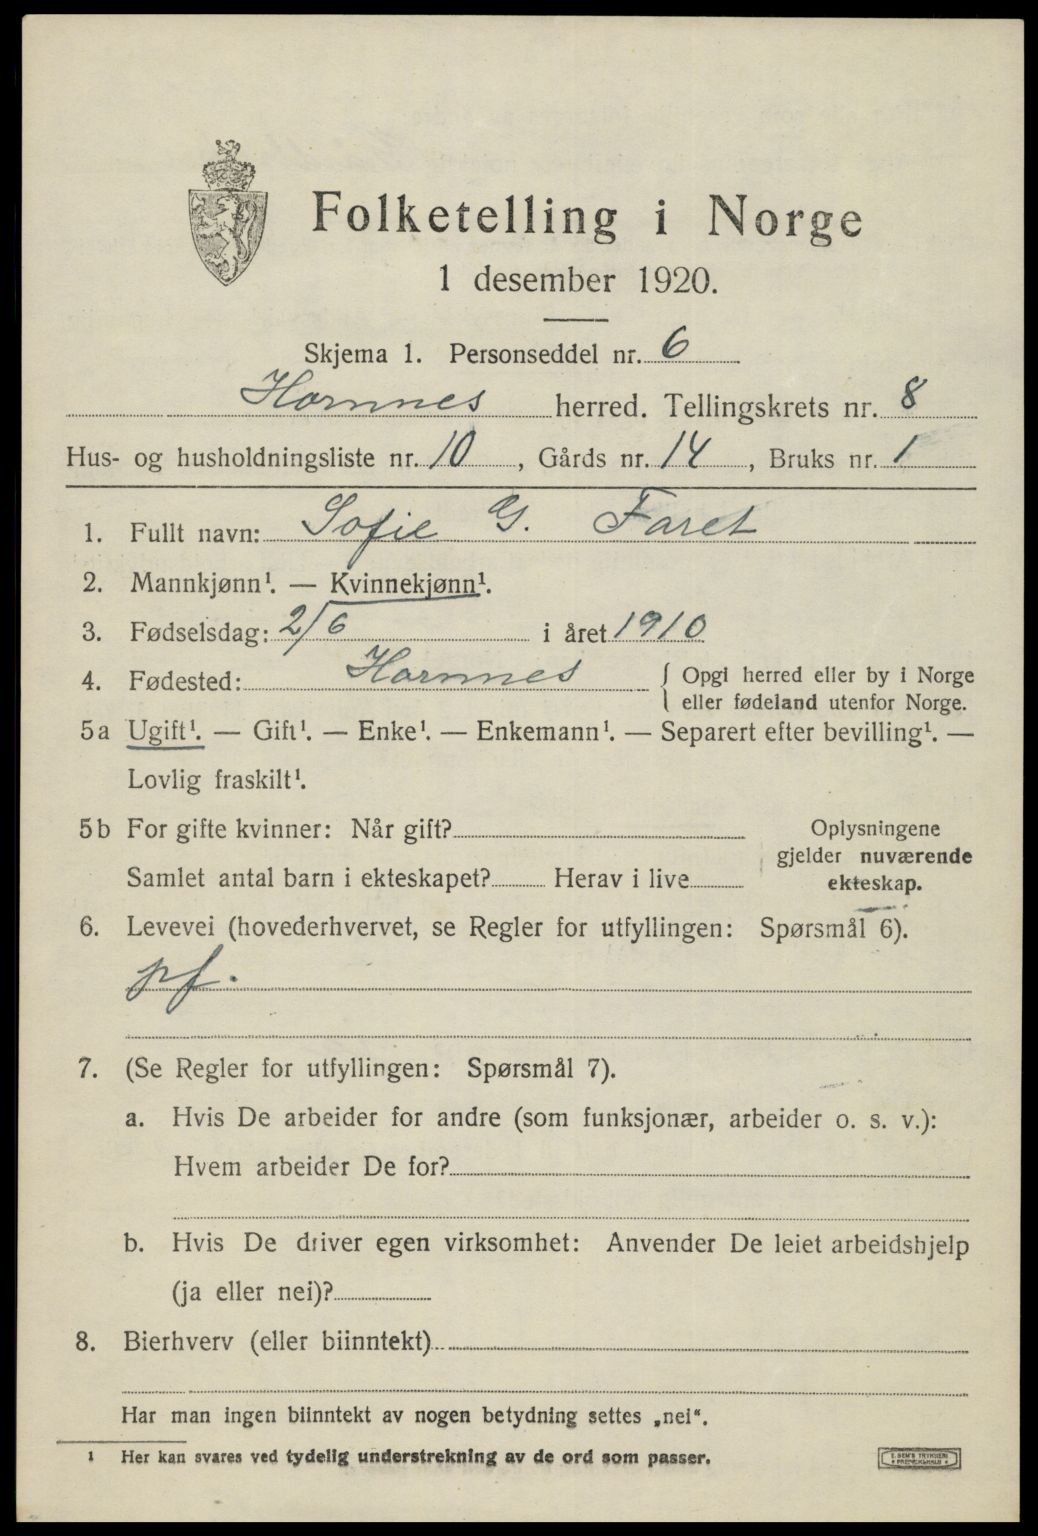 Folketelling i Norge
1 desember 1920.
Skjema 1. Personseddel nr. 6
Hornnes herred. Tellingskrets nr. 8
Hus- og husholdningsliste nr. 10, Gårds nr. 14, Bruks nr. 1
1. Fullt navn: Sofie G. Faret
2. Mannkjønn¹. — Kvinnekjønn¹.
3. Fødselsdag: 2/6 i året 1910
4. Fødested: Hornnes { Opgi herred eller by i Norge
eller fødeland utenfor Norge.
5a Ugift¹. — Gift¹. — Enke¹. — Enkemann¹. — Separert efter bevilling¹. —
Lovlig fraskilt¹.
5b For gifte kvinner: Når gift?
Samlet antal barn i ekteskapet? Herav i live
Oplysningene
gjelder nuværende
ekteskap.
6. Levevei (hovederhvervet, se Regler for utfyllingen: Spørsmål 6).
pf.
7. (Se Regler for utfyllingen: Spørsmål 7).
a. Hvis De arbeider for andre (som funksjonær, arbeider o. s. v.):
Hvem arbeider De for?
b. Hvis De driver egen virksomhet: Anvender De leiet arbeidshjelp
(ja eller nei)?
8. Bierhverv (eller biinntekt)
Har man ingen biinntekt av nogen betydning settes „nei“.
¹ Her kan svares ved tydelig understrekning av de ord som passer.
E. SEM'S TRYKKERI
FREDRIKSHALD